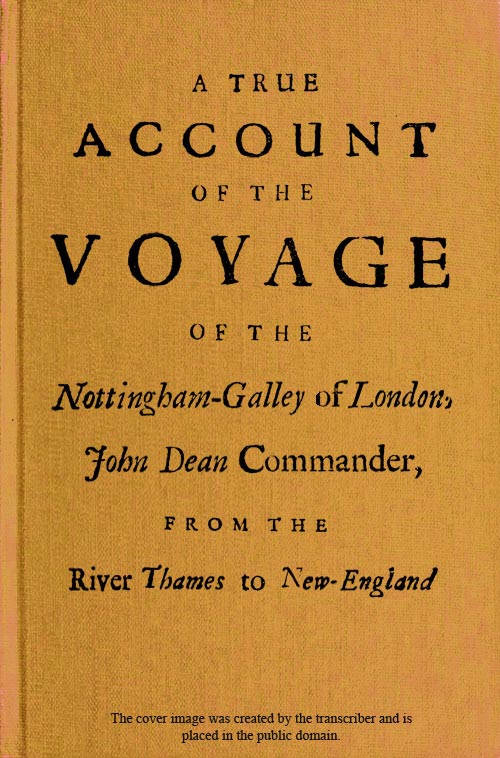 A TRUE
ACCOUNT
OF THE
VOYAGE
OF THE
Nottingham-Galley of London,
John Dean Commander,
FROM THE
River Thames to New-England
The cover image was created by the transcriber and is
placed in the public domain.